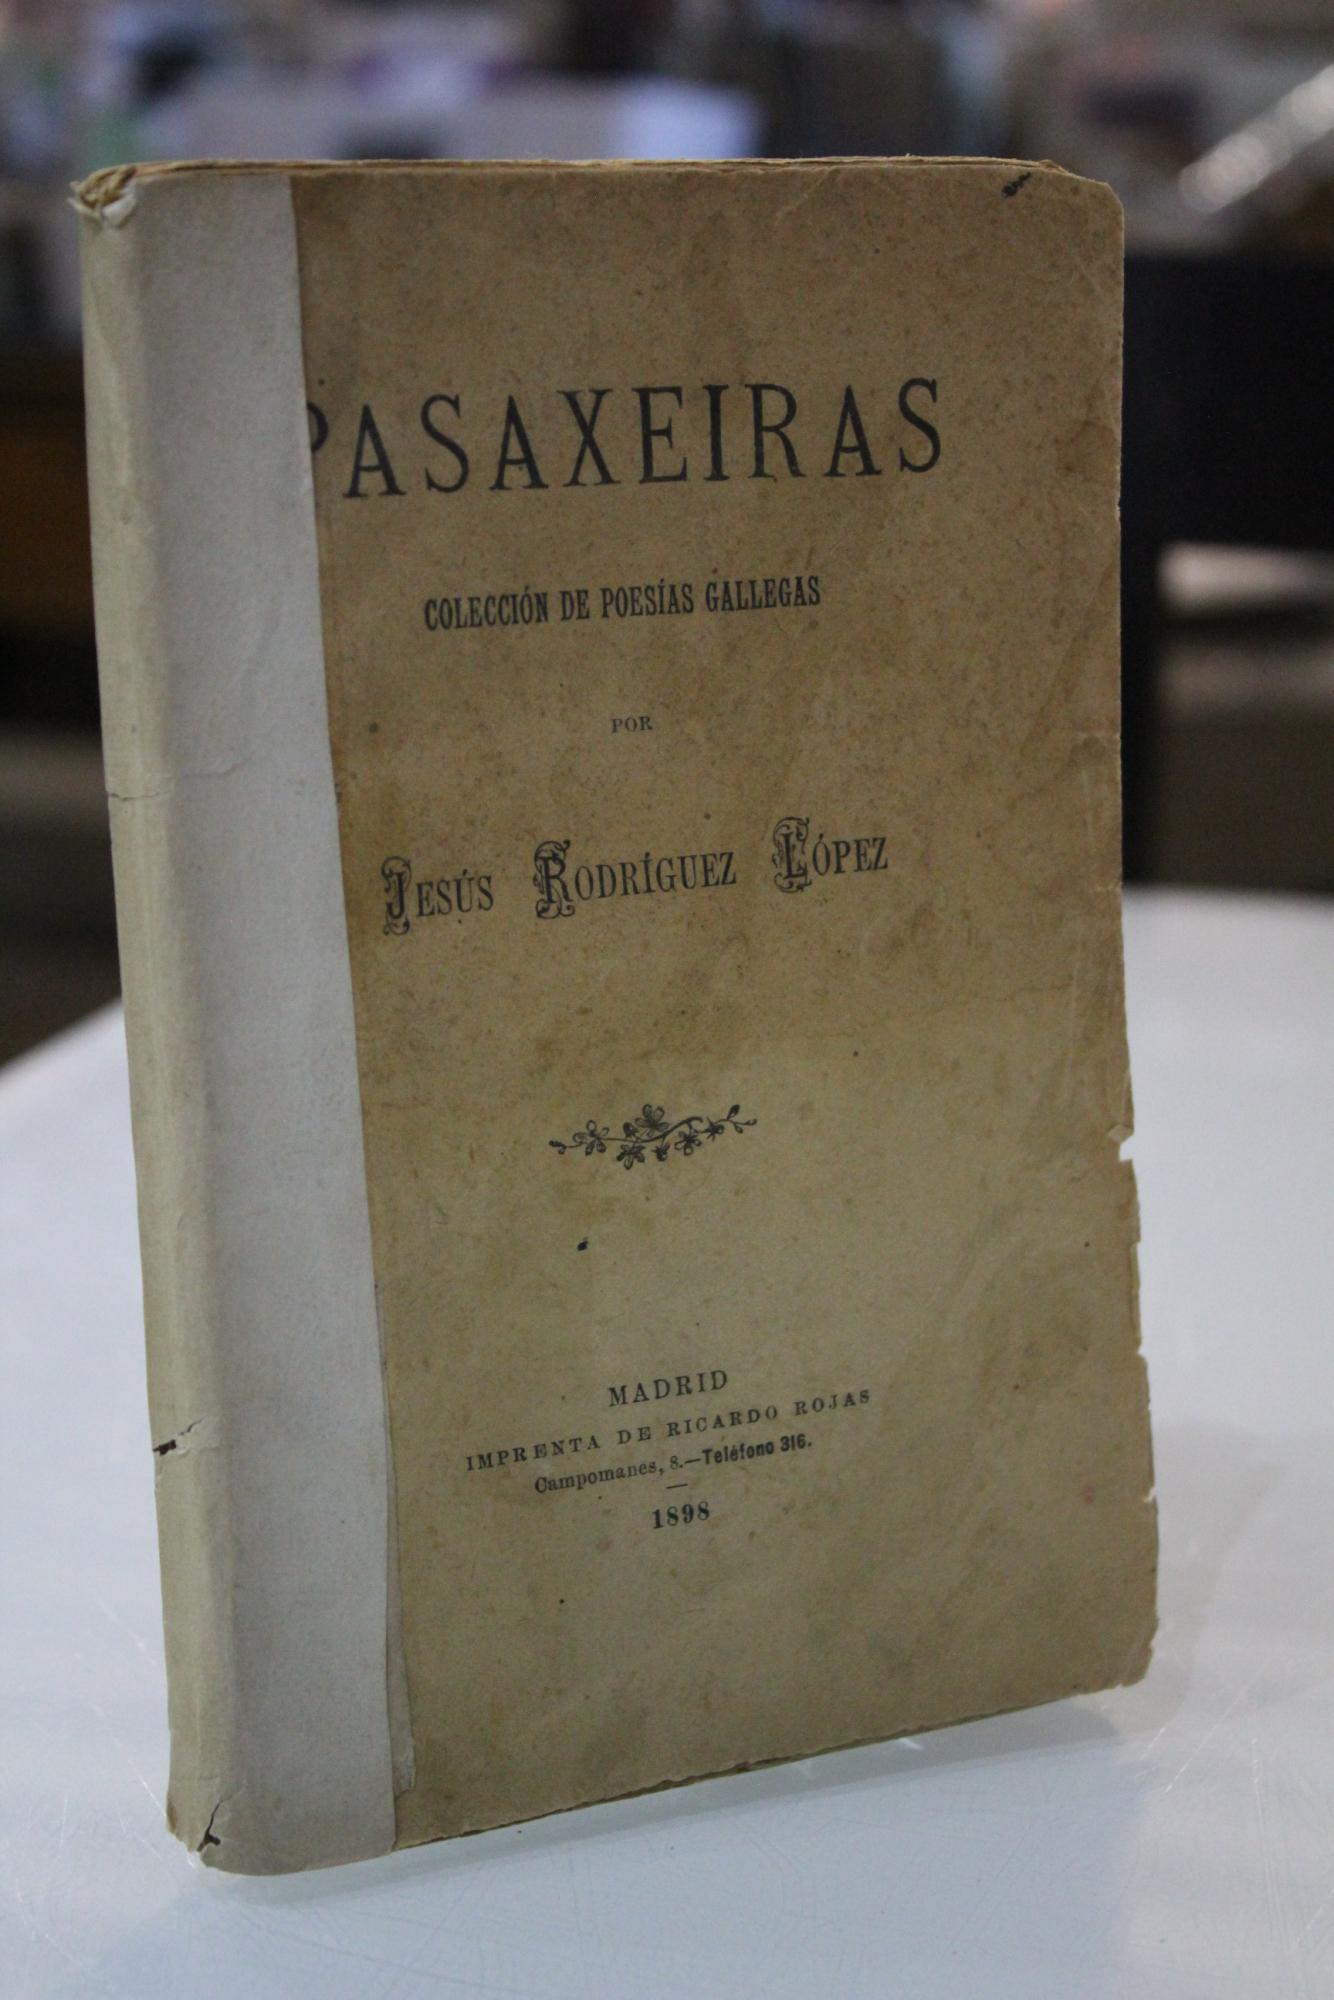 PASAXEIRAS
COLECCIÓN DE POESÍAS GALLEGAS
POR
JESÚS RODRÍGUEZ LÓPEZ
MADRID
IMPRENTA DE RICARDO ROJAS
Campomanes, 8.—Teléfono 316.
1898